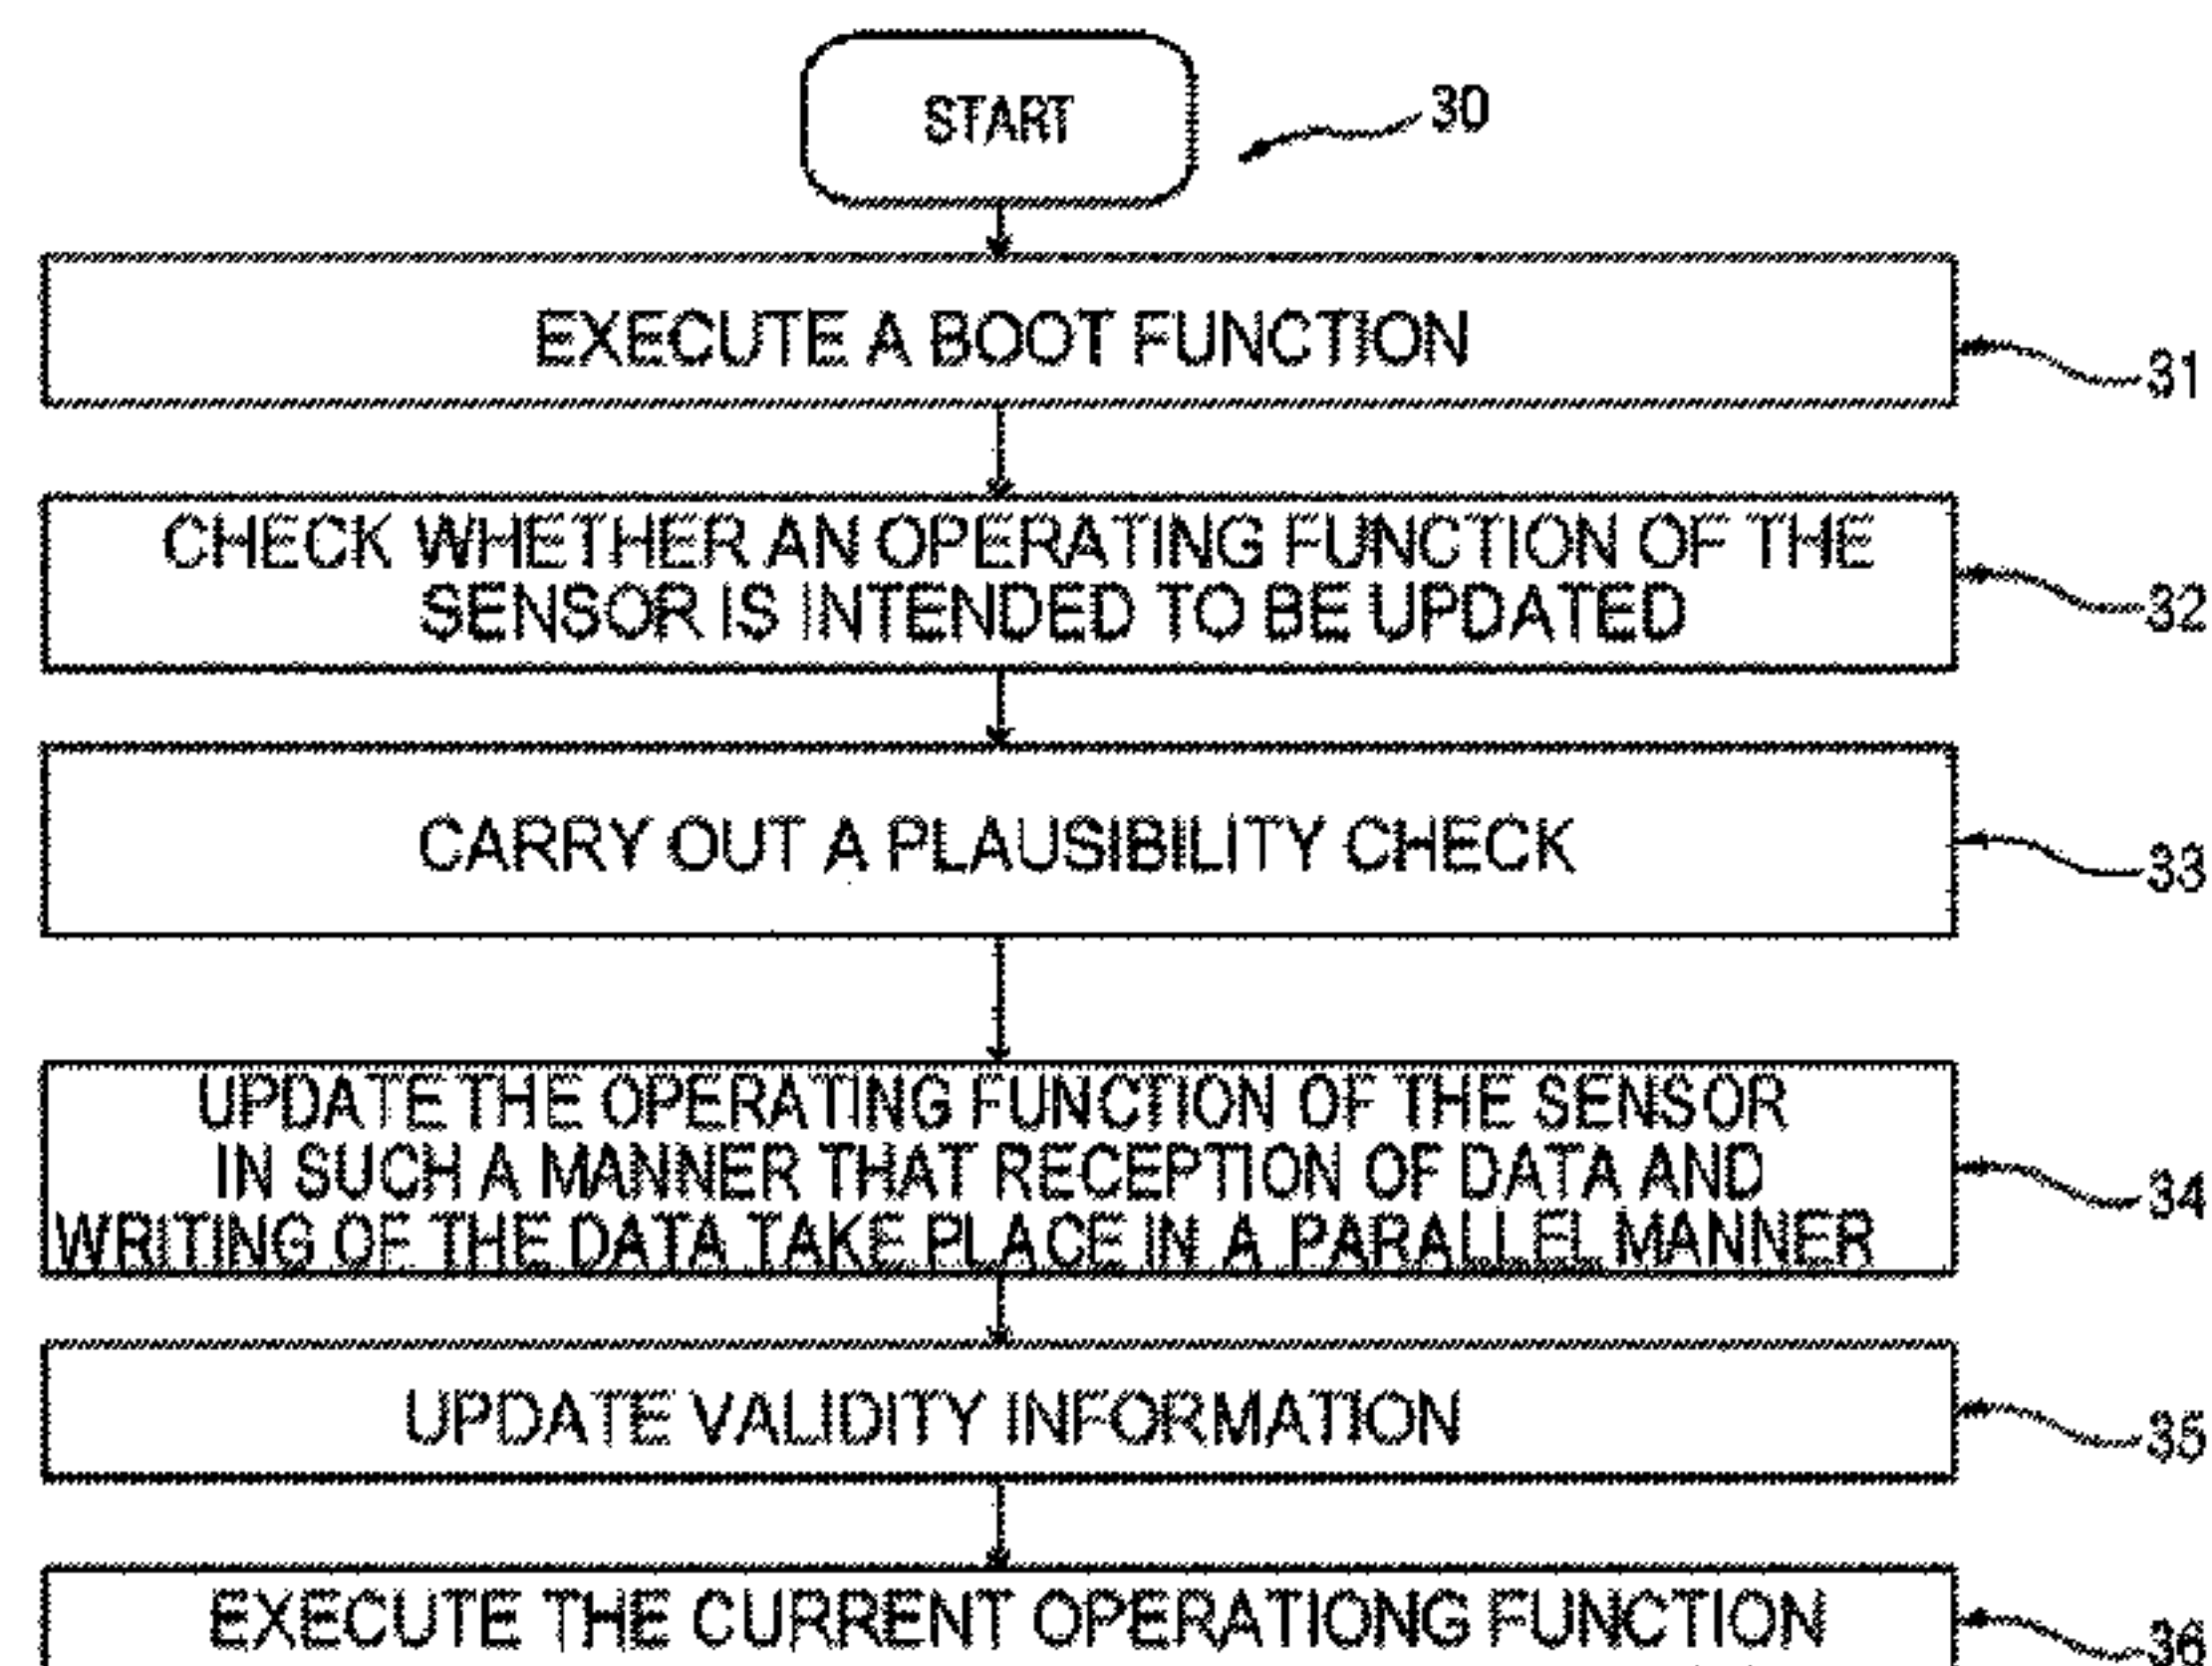 START
30
EXECUTE A BOOT FUNCTION
31
CHECK WHETHER AN OPERATING FUNCTION OF THE
SENSOR IS INTENDED TO BE UPDATED
32
CARRY OUT A PLAUSIBILITY CHECK
33
UPDATE THE OPERATING FUNCTION OF THE SENSOR
IN SUCH A MANNER THAT RECEPTION OF DATA AND
WRITING OF THE DATA TAKE PLACE IN A PARALLEL MANNER
34
UPDATE VALIDITY INFORMATION
35
EXECUTE THE CURRENT OPERATIONG FUNCTION
36